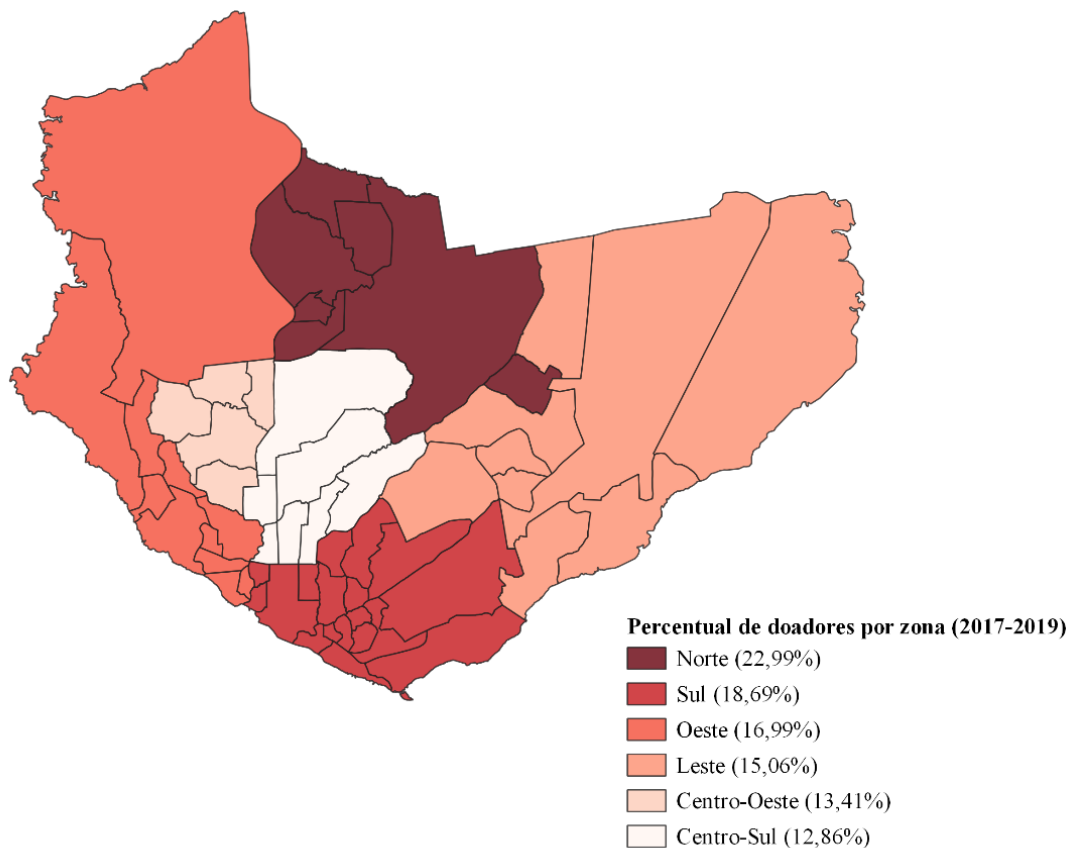 Percentual de doadores por zona (2017-2019)
Norte (22,99%)
Sul (18,69%)
Oeste (16,99%)
Leste (15,06%)
Centro-Oeste (13,41%)
Centro-Sul (12,86%)